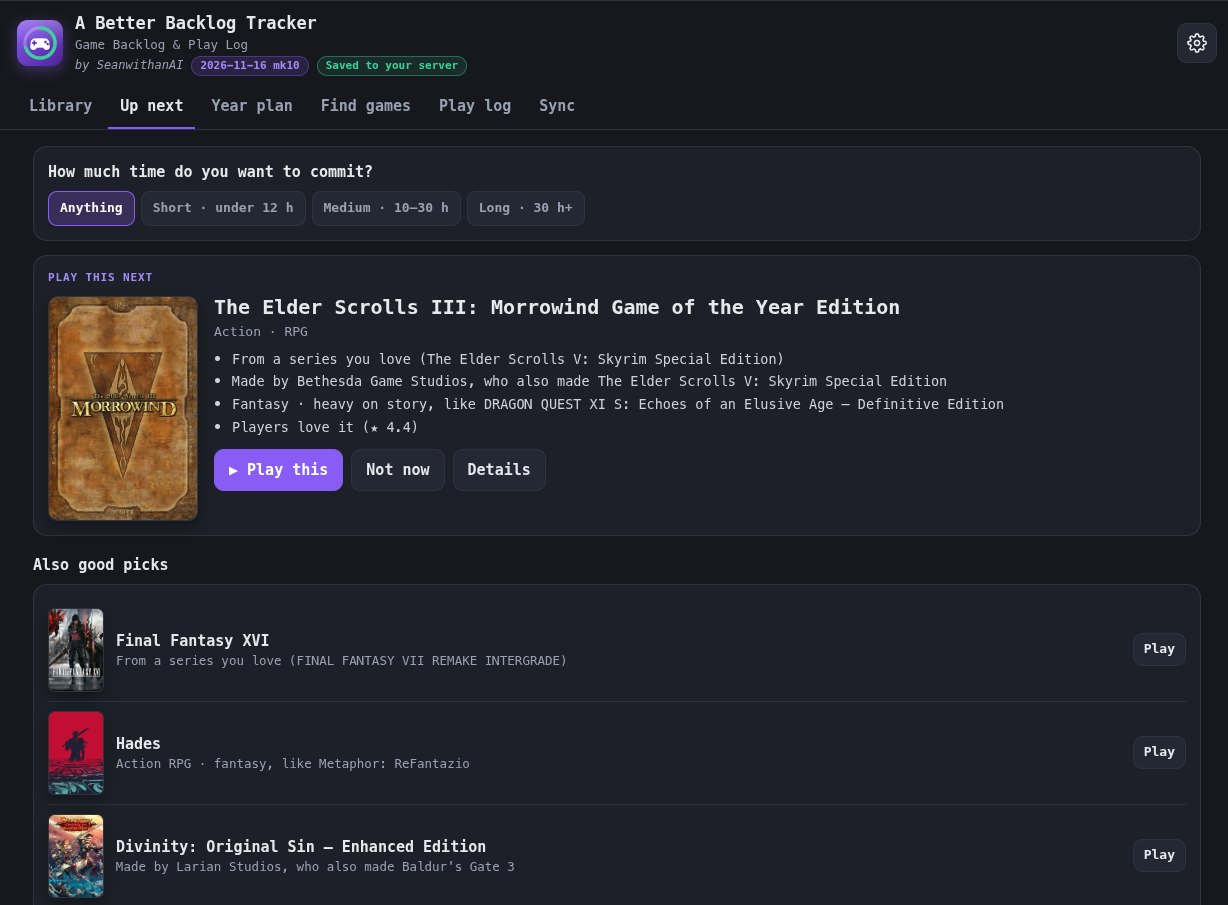 A Better Backlog Tracker
Game Backlog & Play Log
by SeanwithanAI 2026-11-16 mk10 Saved to your server
Library Up next Year plan Find games Play log Sync
How much time do you want to commit?
Anything Short · under 12 h Medium · 10–30 h Long · 30 h+
PLAY THIS NEXT
The Elder Scrolls III: Morrowind Game of the Year Edition
Action · RPG
• From a series you love (The Elder Scrolls V: Skyrim Special Edition)
• Made by Bethesda Game Studios, who also made The Elder Scrolls V: Skyrim Special Edition
• Fantasy · heavy on story, like DRAGON QUEST XI S: Echoes of an Elusive Age – Definitive Edition
• Players love it (★ 4.4)
The Elder Scrolls III
MORROWIND
▶ Play this Not now Details
Also good picks
Final Fantasy XVI
From a series you love (FINAL FANTASY VII REMAKE INTERGRADE)
Play
FINAL FANTASY XVI
Hades
Action RPG · fantasy, like Metaphor: ReFantazio
Play
Divinity: Original Sin – Enhanced Edition
Made by Larian Studios, who also made Baldur's Gate 3
Play